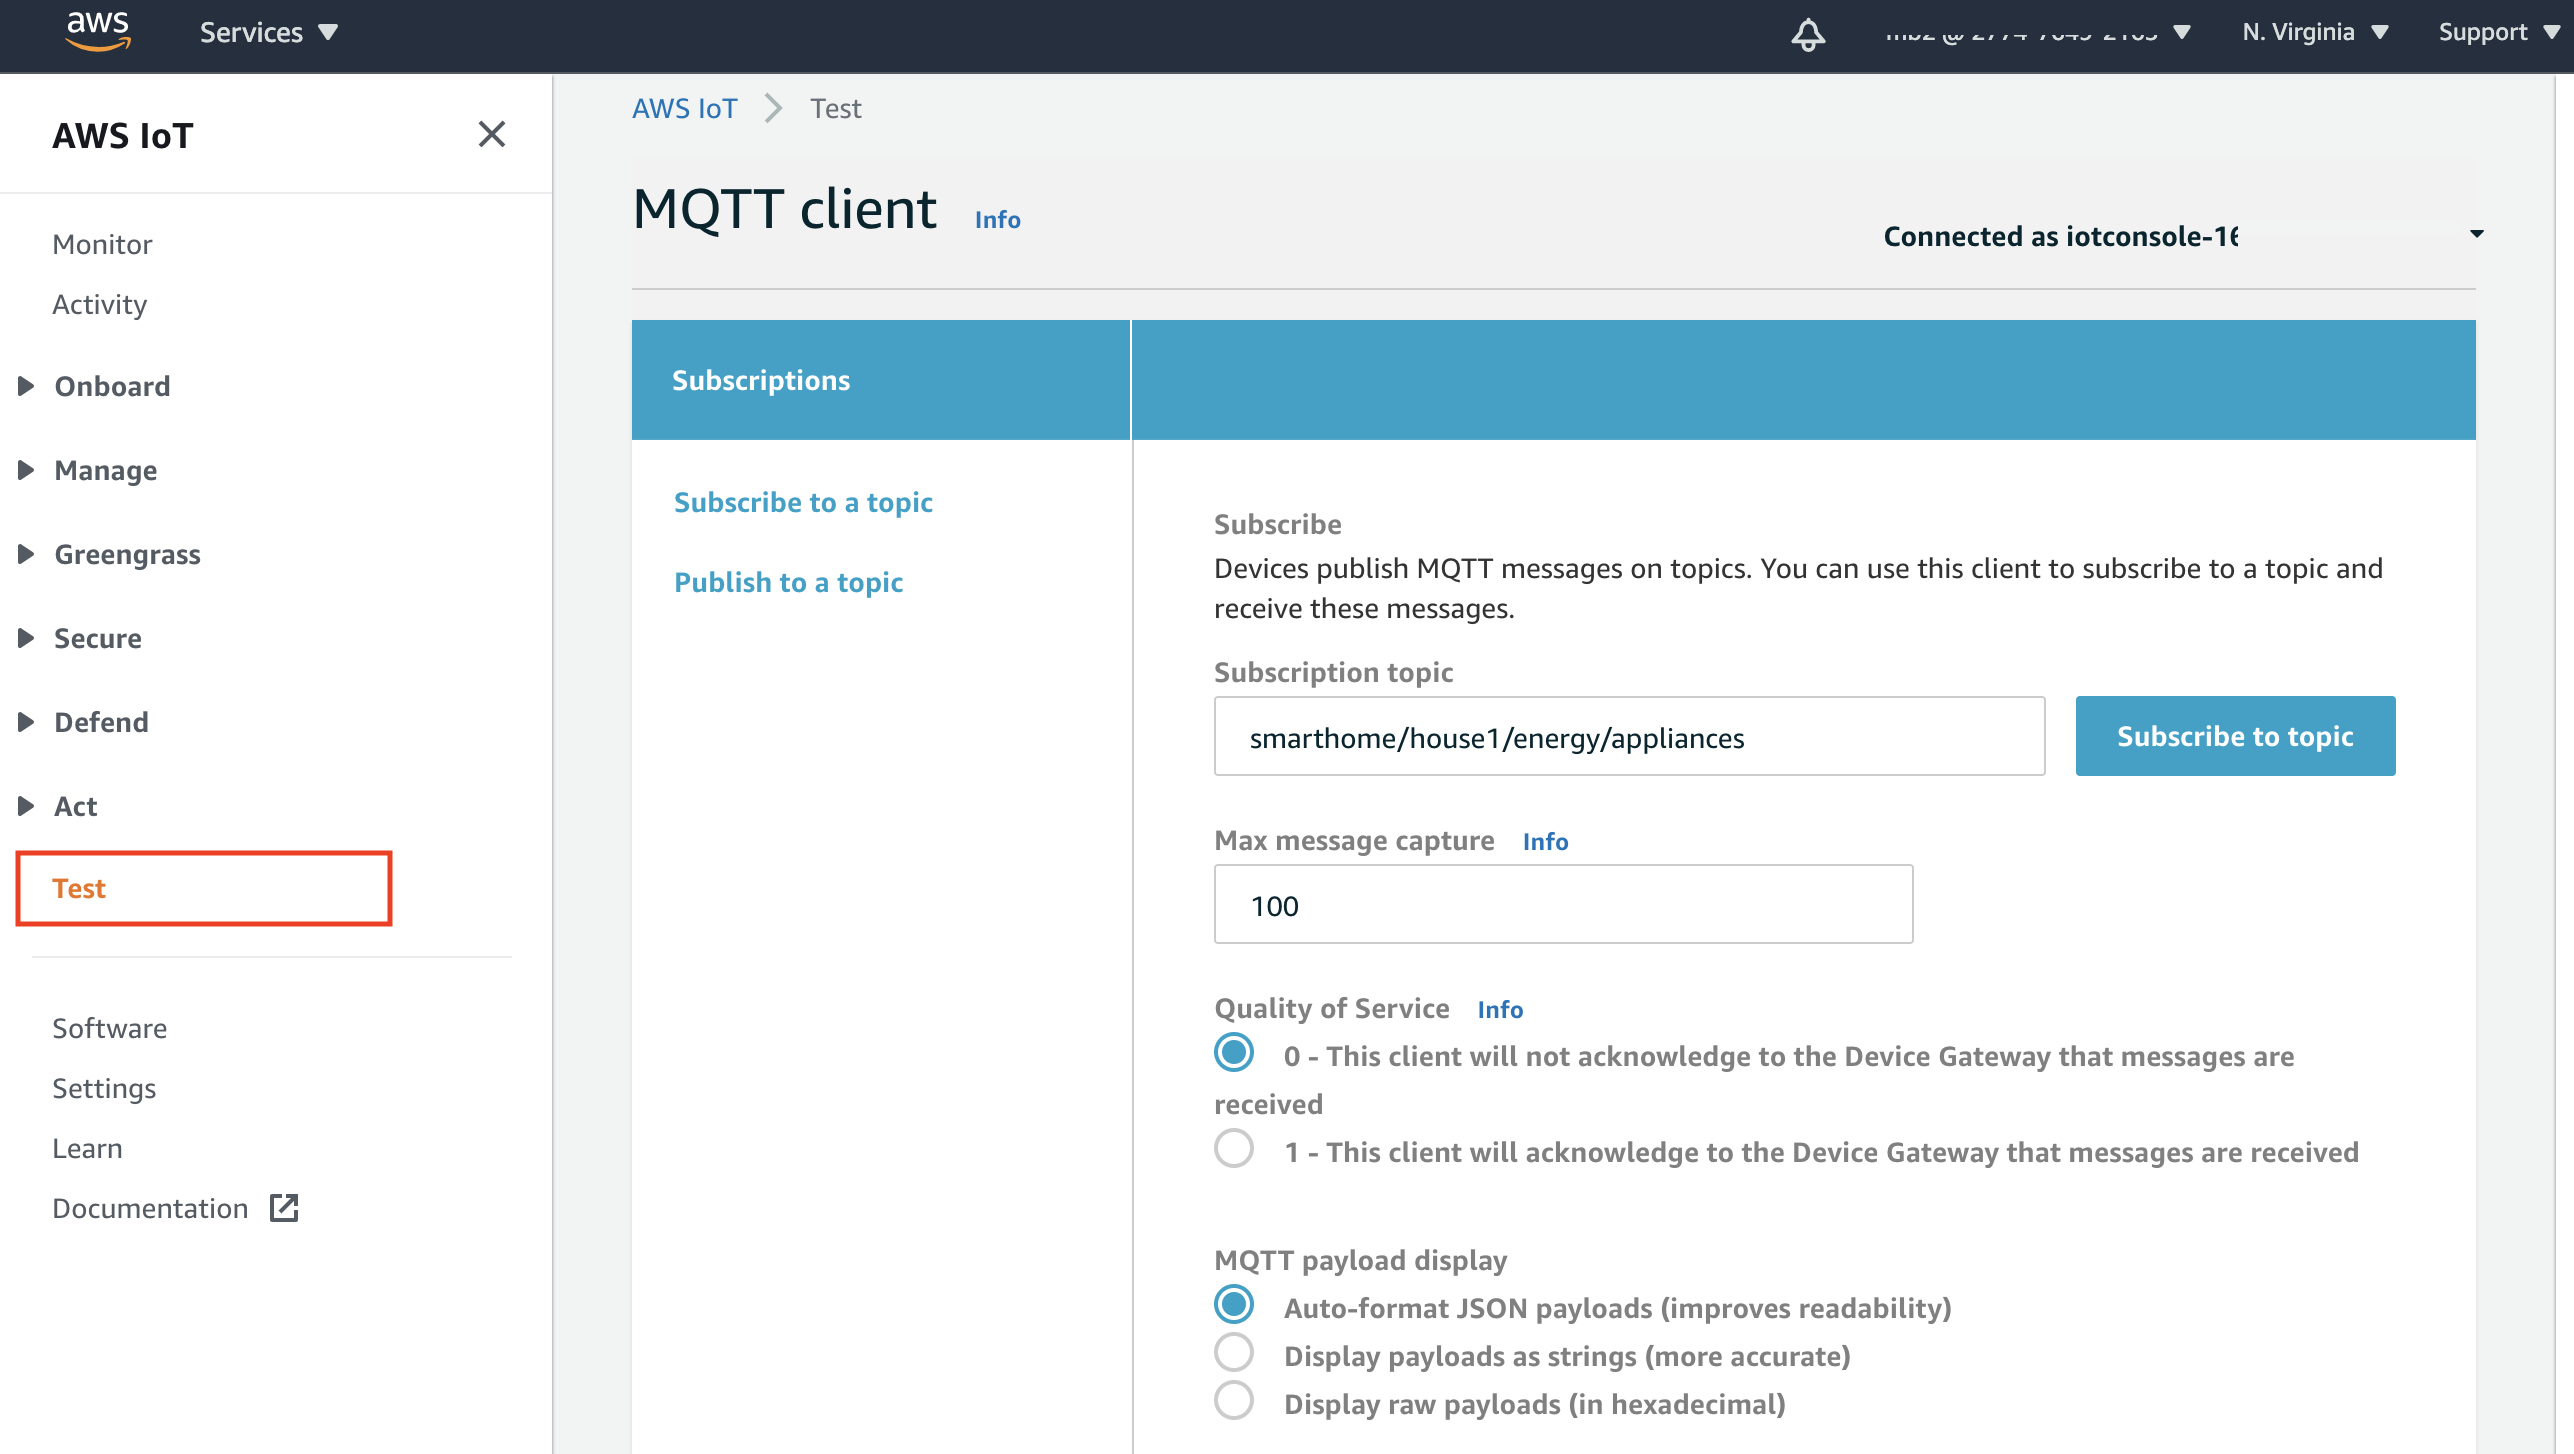 aws
Services
N. Virginia
Support
AWS IoT
Monitor
Activity
Onboard
Manage
Greengrass
Secure
Defend
Act
Test
Software
Settings
Learn
Documentation
AWS IoT > Test
MQTT client Info
Connected as iotconsole-16
Subscriptions
Subscribe to a topic
Publish to a topic
Subscribe
Devices publish MQTT messages on topics. You can use this client to subscribe to a topic and
receive these messages.
Subscription topic
smarthome/house1/energy/appliances
Subscribe to topic
Max message capture Info
100
Quality of Service Info
0 - This client will not acknowledge to the Device Gateway that messages are
received
1 - This client will acknowledge to the Device Gateway that messages are received
MQTT payload display
Auto-format JSON payloads (improves readability)
Display payloads as strings (more accurate)
Display raw payloads (in hexadecimal)